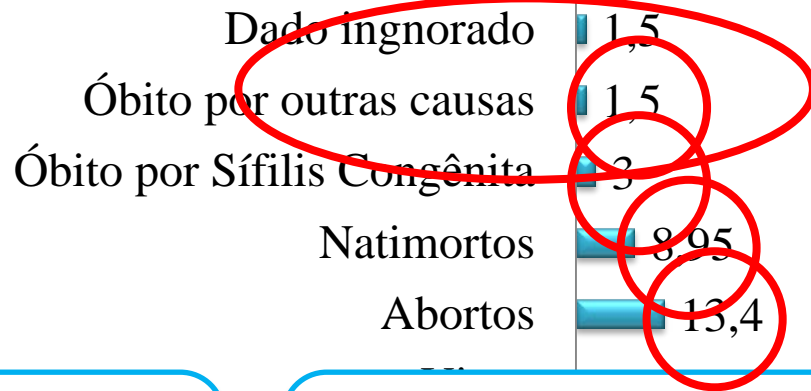 Dado ingnorado 1,5
Óbito por outras causas 1,5
Óbito por Sífilis Congênita 3
Natimortos 8,95
Abortos 13,4